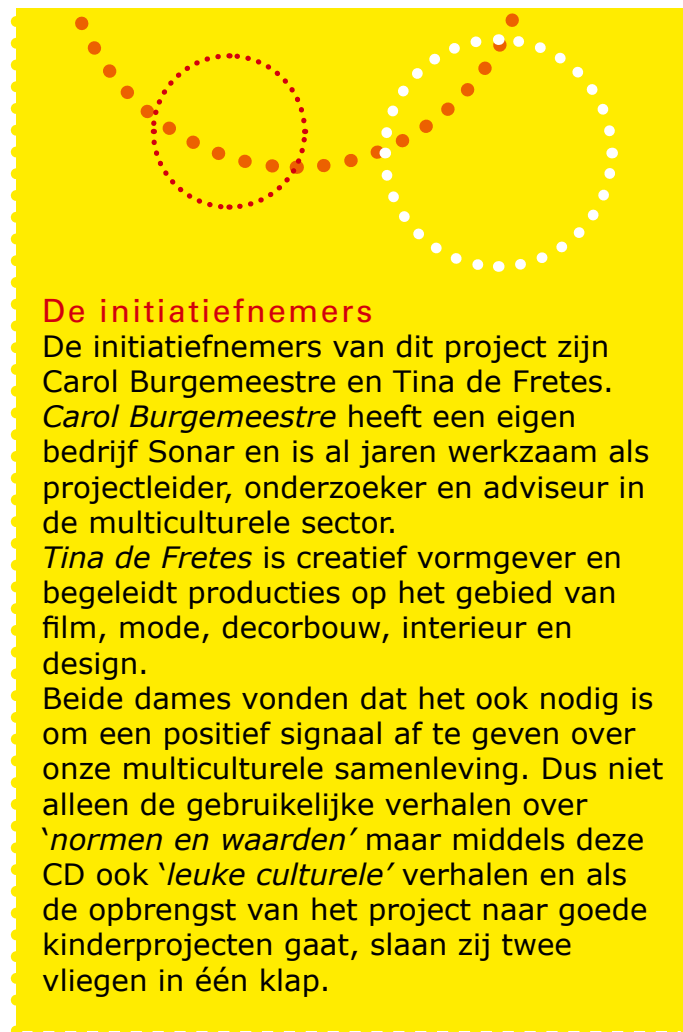 De initiatiefnemers
De initiatiefnemers van dit project zijn
Carol Burgemeestre en Tina de Fretes.
Carol Burgemeestre heeft een eigen
bedrijf Sonar en is al jaren werkzaam als
projectleider, onderzoeker en adviseur in
de multiculturele sector.
Tina de Fretes is creatief vormgever en
begeleidt producties op het gebied van
film, mode, decorbouw, interieur en
design.
Beide dames vonden dat het ook nodig is
om een positief signaal af te geven over
onze multiculturele samenleving. Dus niet
alleen de gebruikelijke verhalen over
‘normen en waarden’ maar middels deze
CD ook ‘leuke culturele’ verhalen en als
de opbrengst van het project naar goede
kinderprojecten gaat, slaan zij twee
vliegen in één klap.